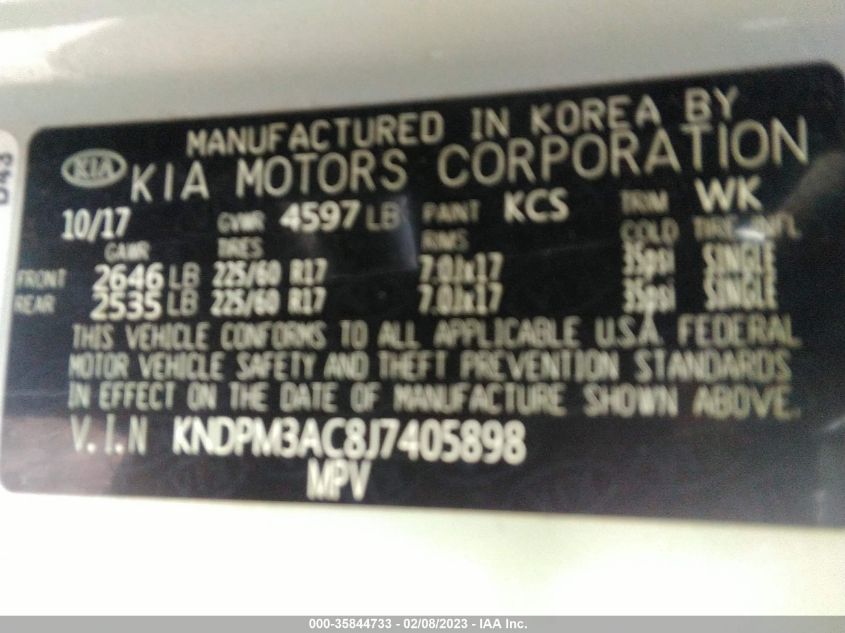 D43
MANUFACTURED IN KOREA BY
KIA KIA MOTORS CORPORATION
10/17 GVWR 4597 LB PAINT KCS TRIM WK
GAWR TIRES RIMS COLD TIRE INFL
FRONT 2646 LB 225/60 R17 7.0Jx17 35psi SINGLE
REAR 2535 LB 225/60 R17 7.0Jx17 35psi SINGLE
THIS VEHICLE CONFORMS TO ALL APPLICABLE U.S.A. FEDERAL
MOTOR VEHICLE SAFETY AND THEFT PREVENTION STANDARDS
IN EFFECT ON THE DATE OF MANUFACTURE SHOWN ABOVE.
V.I.N KNDPM3AC8J7405898
MPV
000-35844733 - 02/08/2023 - IAA Inc.